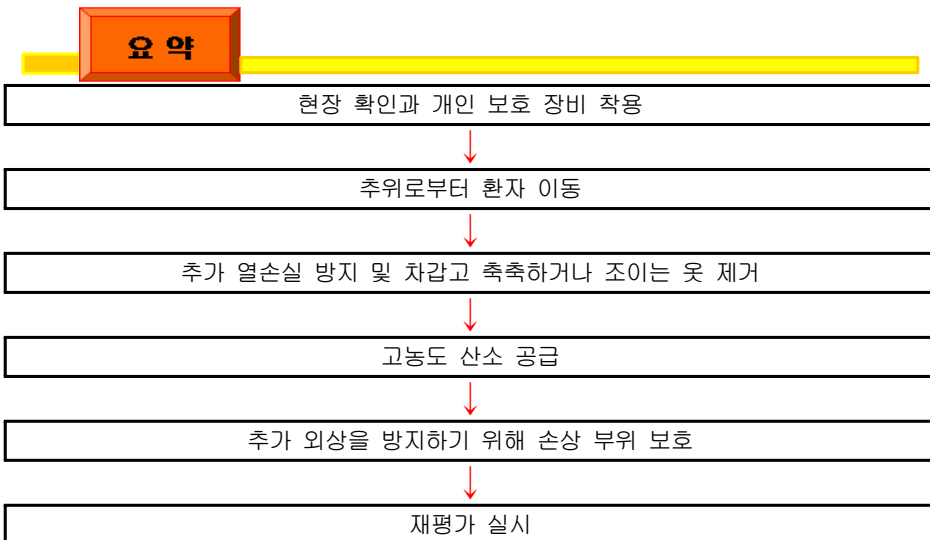 요 약
현장 확인과 개인 보호 장비 착용
추위로부터 환자 이동
추가 열손실 방지 및 차갑고 축축하거나 조이는 옷 제거
고농도 산소 공급
추가 외상을 방지하기 위해 손상 부위 보호
재평가 실시